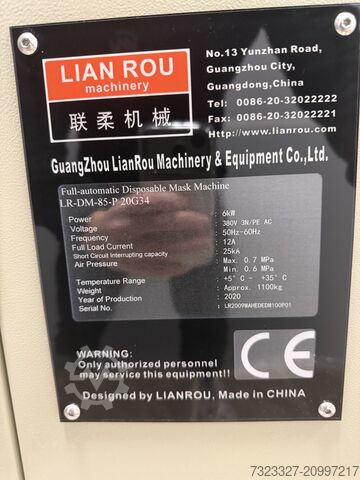 LIAN ROU
machinery
联柔机械
No.13 Yunzhan Road,
Guangzhou City,
Guangdong,China
Tel: 0086-20-32022222
Fax: 0086-20-32022221
Http://www.lianrou.com
GuangZhou LianRou Machinery & Equipment Co.,Ltd.
Full-automatic Disposable Mask Machine
LR-DM-85-P 20G34
Power : 6kW
Voltage : 380V 3N/PE AC
Frequency : 50Hz-60Hz
Full Load Current : 12A
Short Circuit Interrupting capacity : 25kA
Air Pressure : Max. 0.7 MPa
Min. 0.6 MPa
Temperature Range : +5° C - +35° C
Weight : Approx. 1100kg
Year of Production : 2020
Serial No. : LR2009MAHEDEDM100P01
WARNING:
Only authorized personnel
may service this equipment!
CE
Designed by LIANROU, Made in CHINA
7323327-20997217